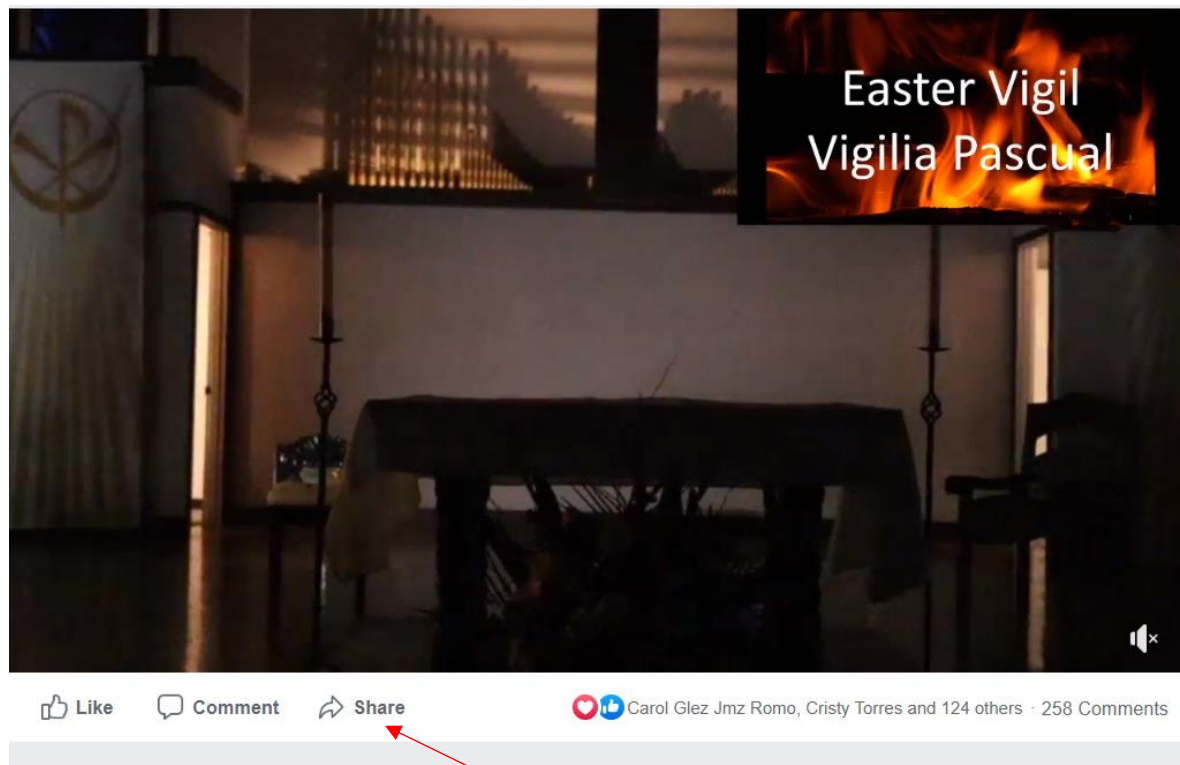 Easter Vigil
Vigilia Pascual
Like Comment Share Carol Glez Jmz Romo, Cristy Torres and 124 others · 258 Comments